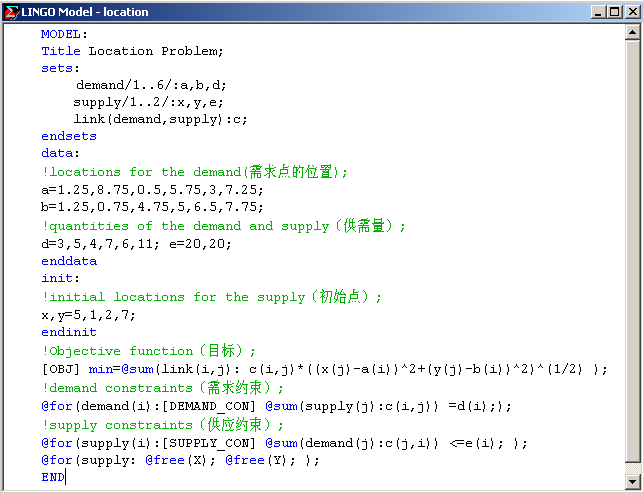 LINGO Model - location
MODEL:
Title Location Problem;
sets:
demand/1..6/:a,b,d;
supply/1..2/:x,y,e;
link(demand,supply):c;
endsets
data:
!locations for the demand(需求点的位置);
a=1.25,8.75,0.5,5.75,3,7.25;
b=1.25,0.75,4.75,5,6.5,7.75;
!quantities of the demand and supply（供需量）;
d=3,5,4,7,6,11; e=20,20;
enddata
init:
!initial locations for the supply（初始点）;
x,y=5,1,2,7;
endinit
!Objective function（目标）;
[OBJ] min=@sum(link(i,j): c(i,j)*((x(j)-a(i))^2+(y(j)-b(i))^2)^(1/2) );
!demand constraints（需求约束）;
@for(demand(i):[DEMAND_CON] @sum(supply(j):c(i,j)) =d(i););
!supply constraints（供应约束）;
@for(supply(i):[SUPPLY_CON] @sum(demand(j):c(j,i)) <=e(i); );
@for(supply: @free(X); @free(Y); );
END